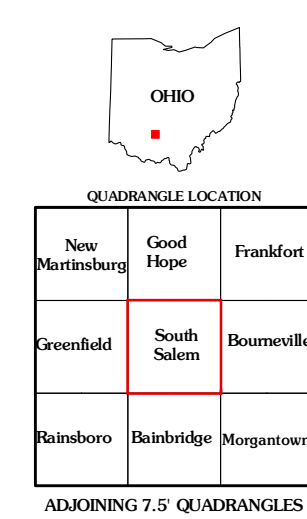 OHIO
QUADRANGLE LOCATION
New
Martinsburg
Good
Hope
Frankfort
Greenfield
South
Salem
Bourneville
Rainsboro
Bainbridge
Morgantown
ADJOINING 7.5' QUADRANGLES